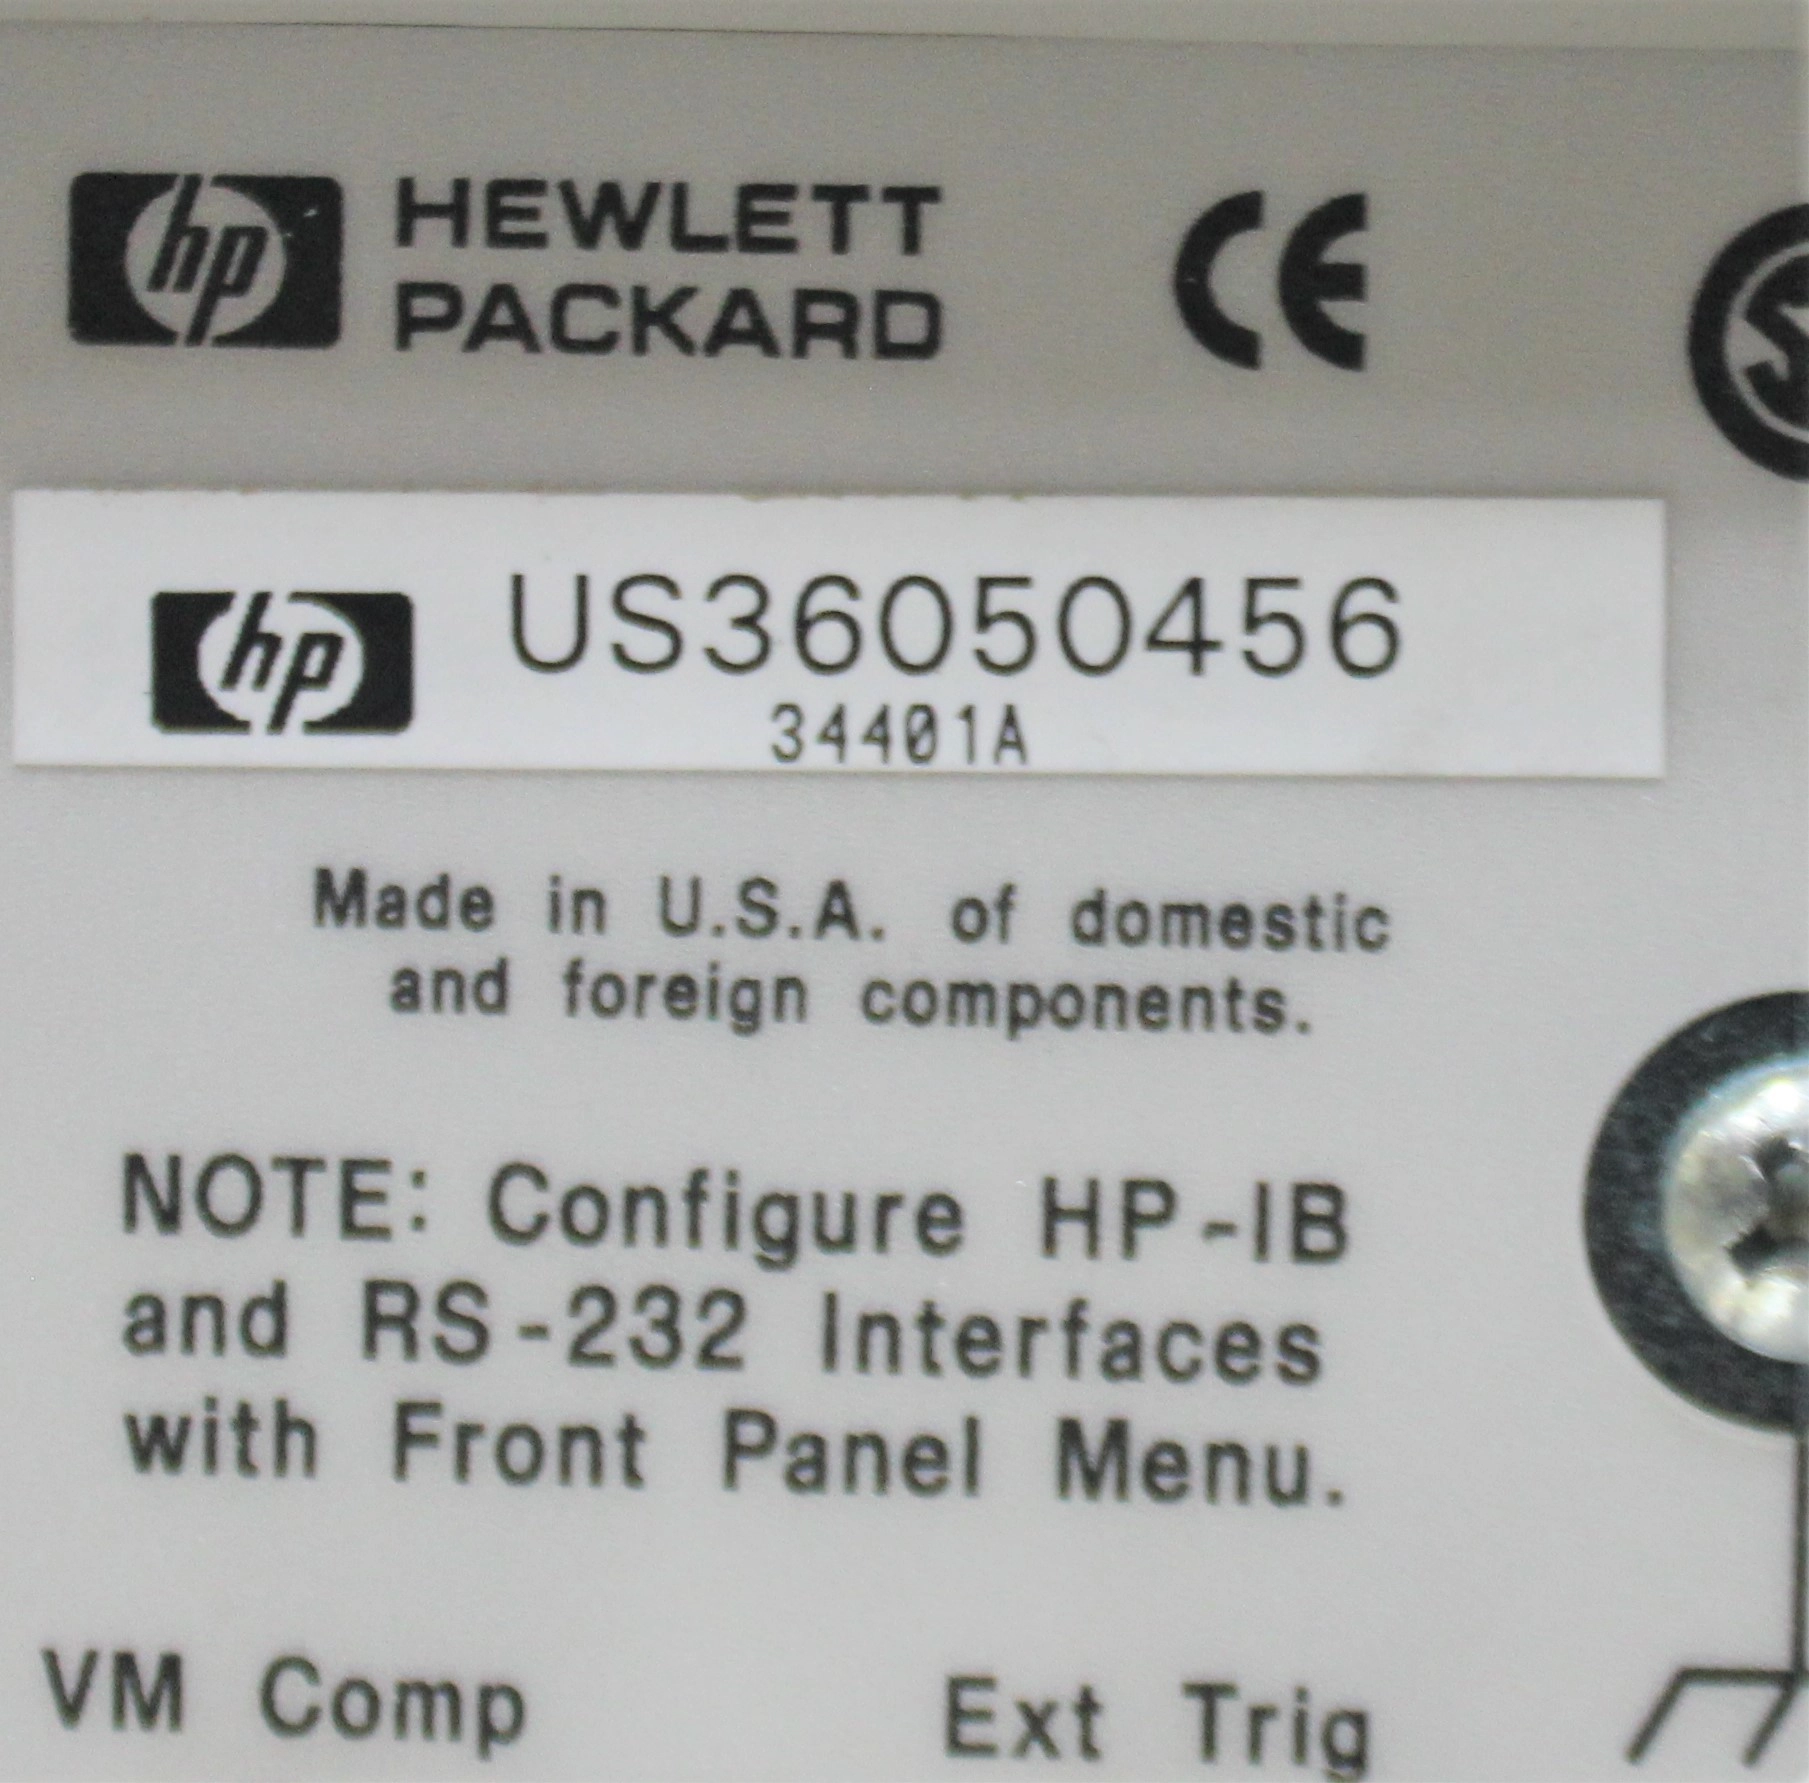 hp HEWLETT
PACKARD
CE
hp US36050456
34401A
Made in U.S.A. of domestic
and foreign components.
NOTE: Configure HP-IB
and RS-232 Interfaces
with Front Panel Menu.
VM Comp Ext Trig